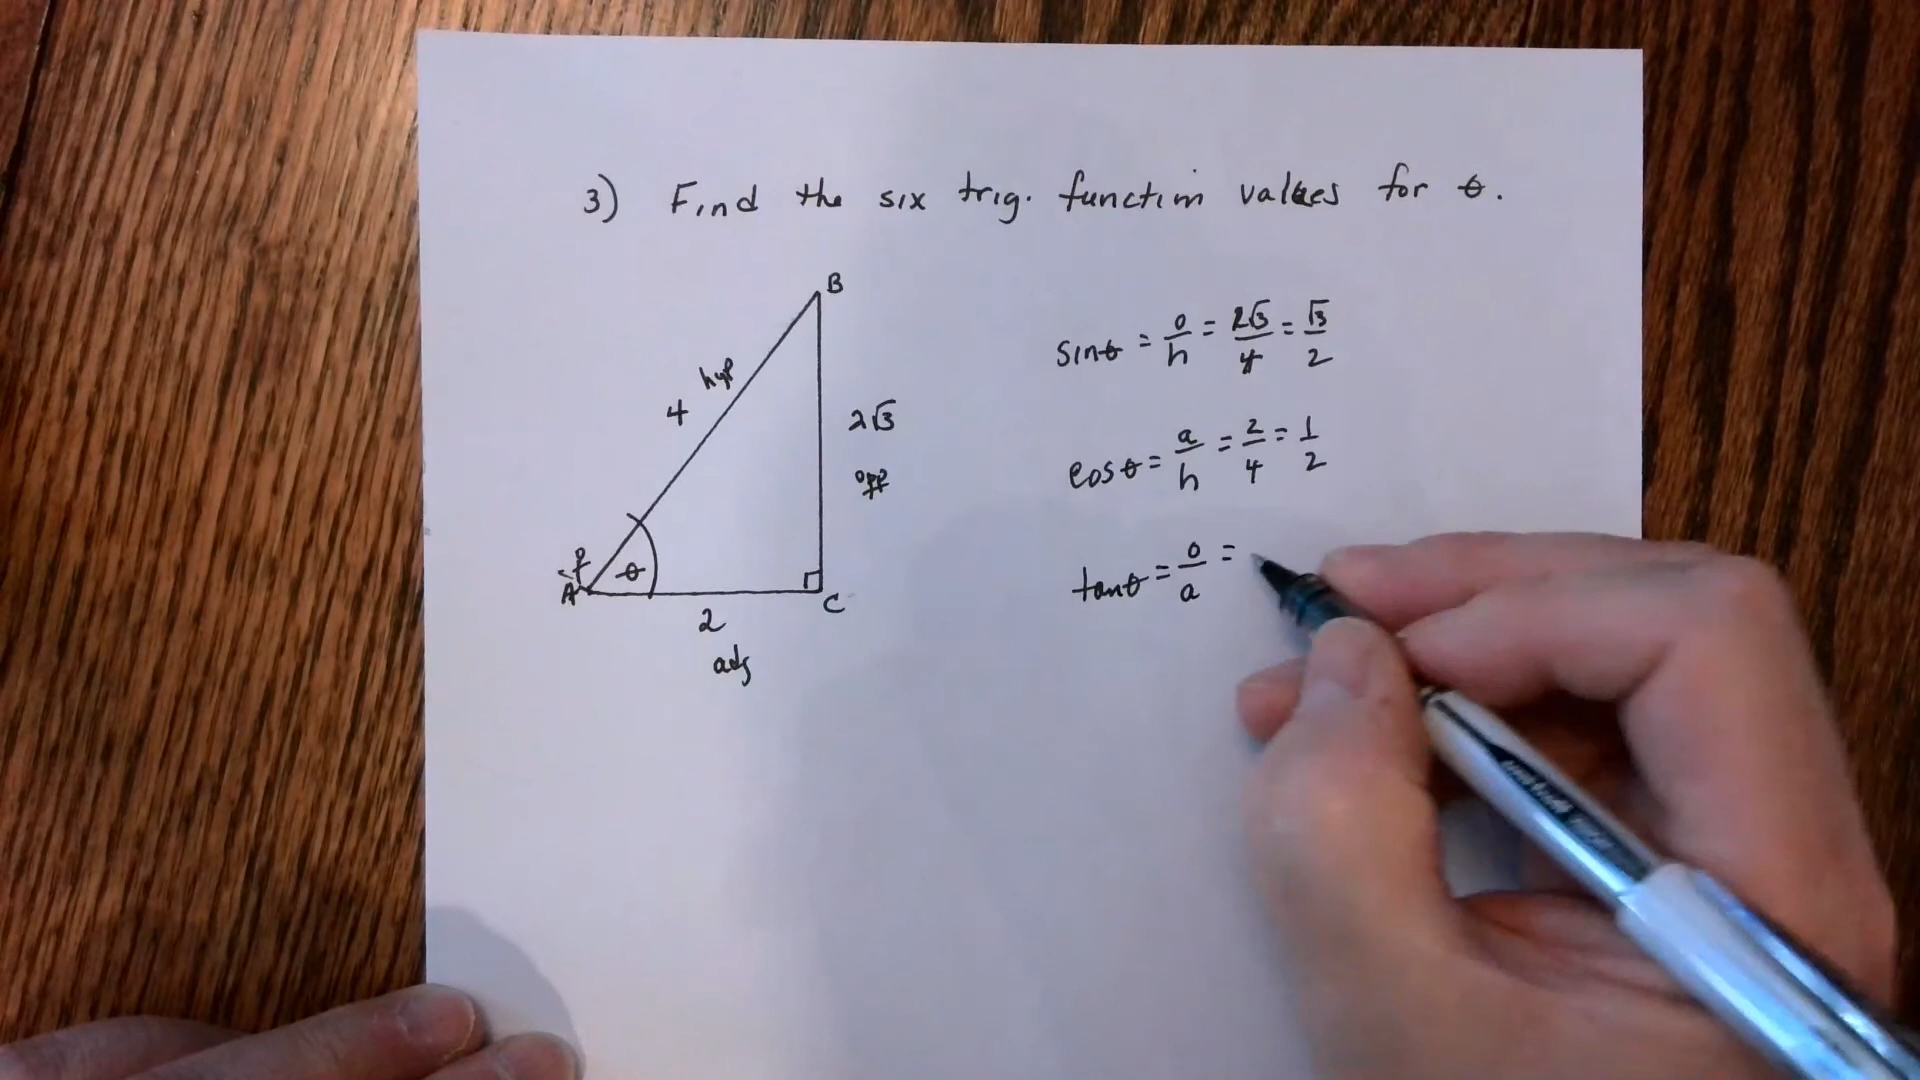 3) Find the six trig. function values for θ.
B
sinθ = o/h = 2√3/4 = √3/2
hyp
4
2√3
cosθ = a/h = 2/4 = 1/2
opp
tanθ = o/a =
θ
A
C
2
adj